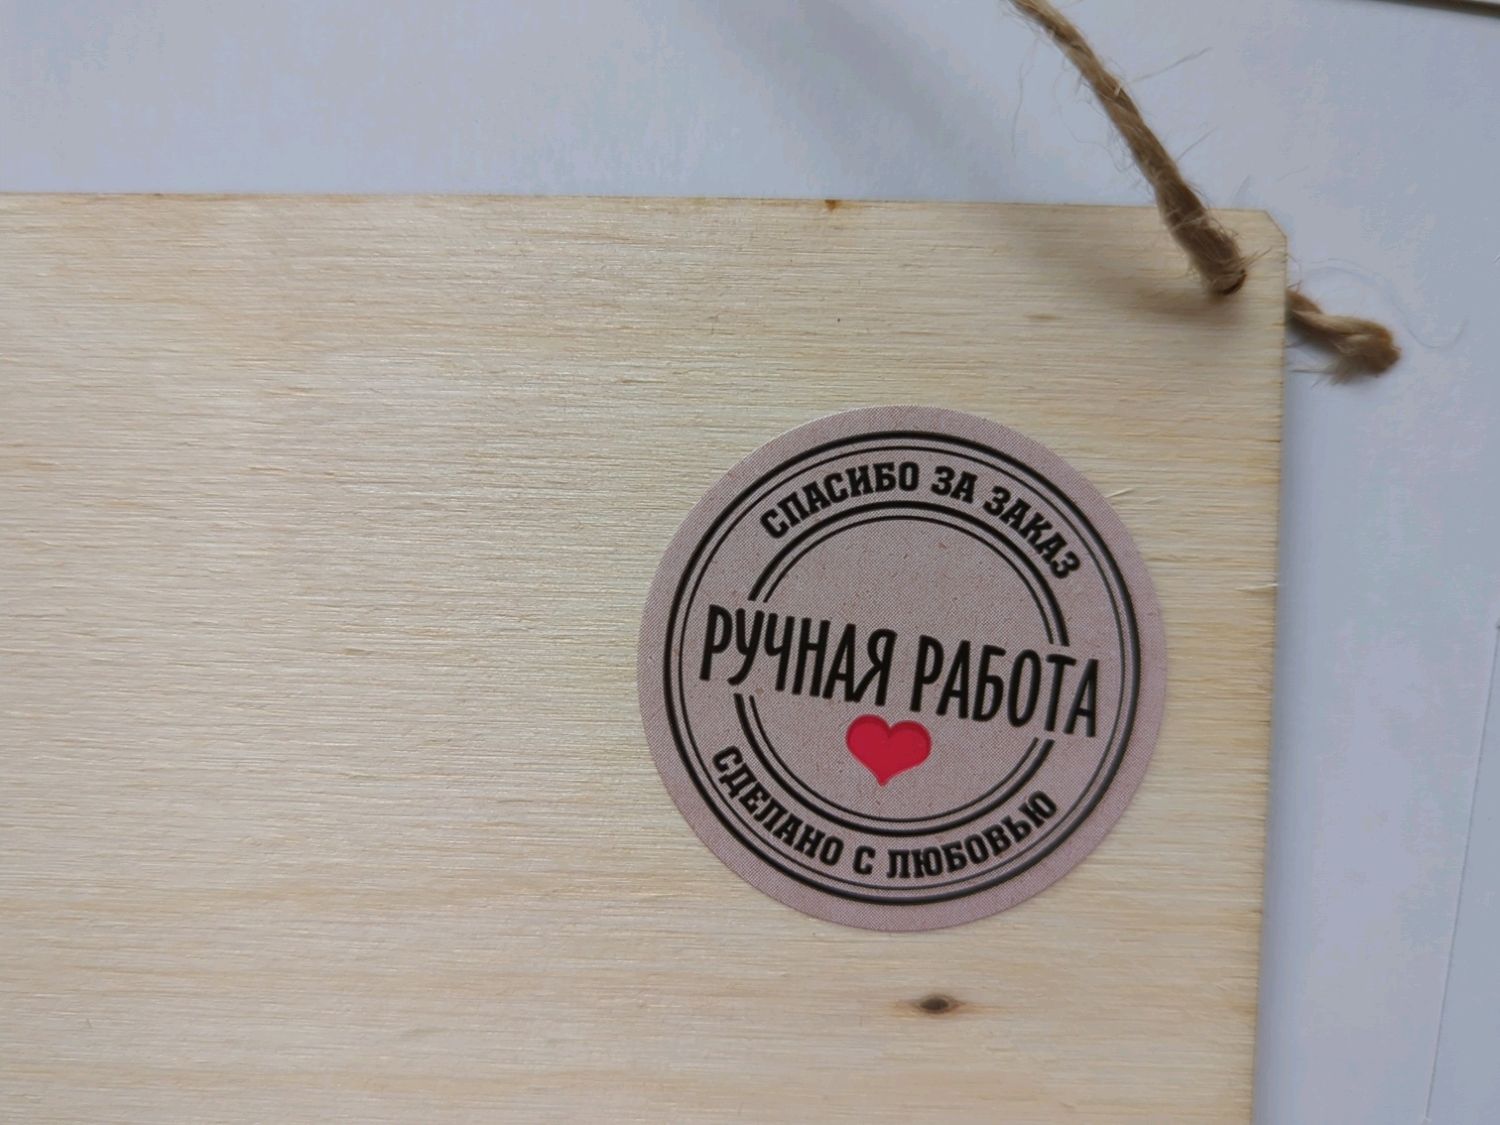 СПАСИБО ЗА ЗАКАЗ
РУЧНАЯ РАБОТА
СДЕЛАНО С ЛЮБОВЬЮ